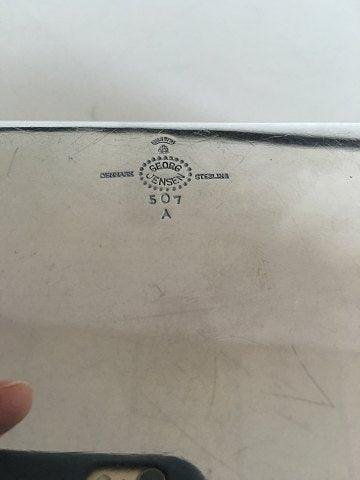 GEORG
DENMARK JENSEN STERLING
507
A